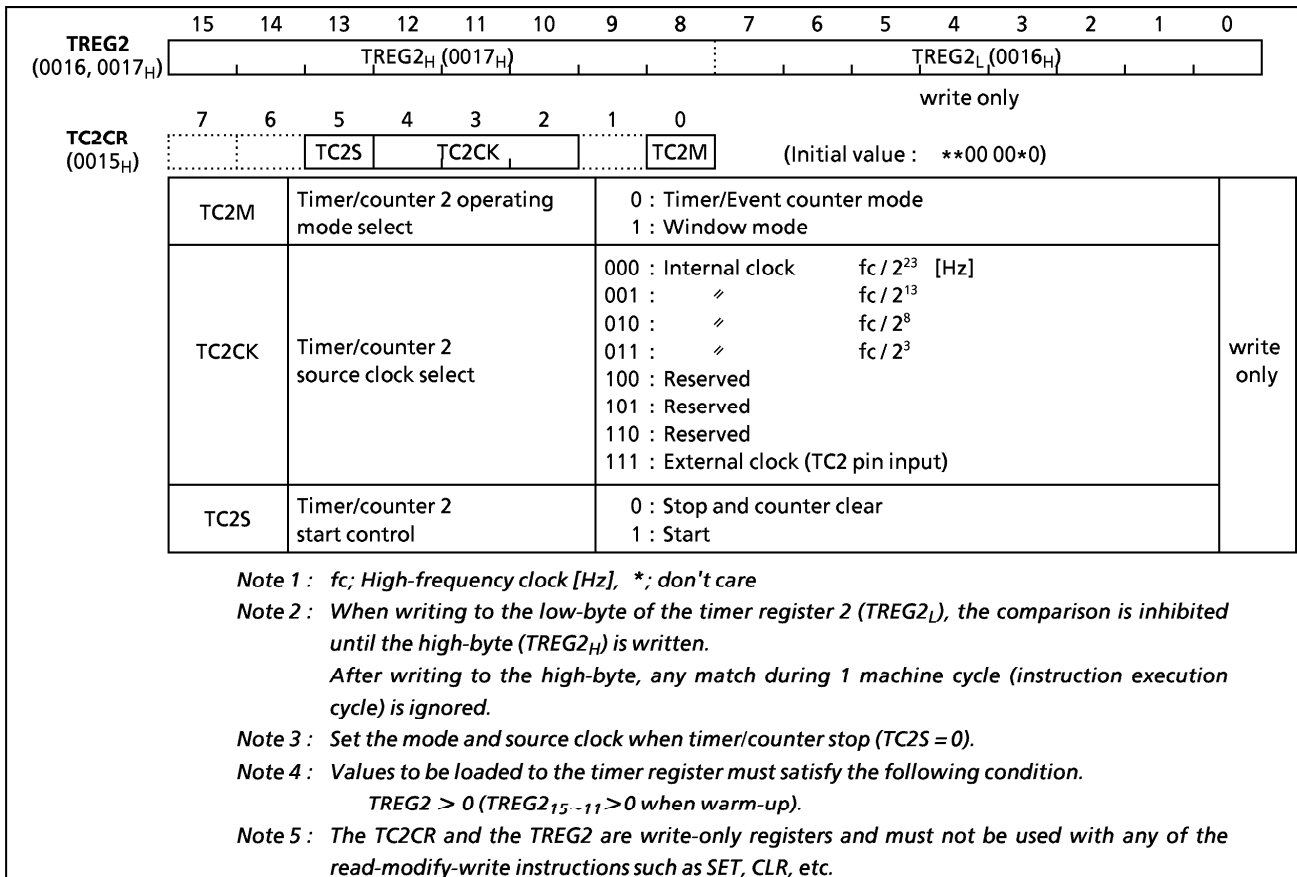 15 14 13 12 11 10 9 8 7 6 5 4 3 2 1 0
TREG2
(0016, 0017H)
TREG2H (0017H) TREG2L (0016H)
write only
7 6 5 4 3 2 1 0
TC2CR
(0015H)
TC2S TC2CK TC2M (Initial value : **00 00*0)
TC2M
Timer/counter 2 operating
mode select
0 : Timer/Event counter mode
1 : Window mode
TC2CK
Timer/counter 2
source clock select
000 : Internal clock fc / 2²³ [Hz]
001 : 〃 fc / 2¹³
010 : 〃 fc / 2⁸
011 : 〃 fc / 2³
100 : Reserved
101 : Reserved
110 : Reserved
111 : External clock (TC2 pin input)
TC2S
Timer/counter 2
start control
0 : Stop and counter clear
1 : Start
write
only
Note 1 : fc; High-frequency clock [Hz], *; don't care
Note 2 : When writing to the low-byte of the timer register 2 (TREG2L), the comparison is inhibited
until the high-byte (TREG2H) is written.
After writing to the high-byte, any match during 1 machine cycle (instruction execution
cycle) is ignored.
Note 3 : Set the mode and source clock when timer/counter stop (TC2S = 0).
Note 4 : Values to be loaded to the timer register must satisfy the following condition.
TREG2 > 0 (TREG215--11>0 when warm-up).
Note 5 : The TC2CR and the TREG2 are write-only registers and must not be used with any of the
read-modify-write instructions such as SET, CLR, etc.